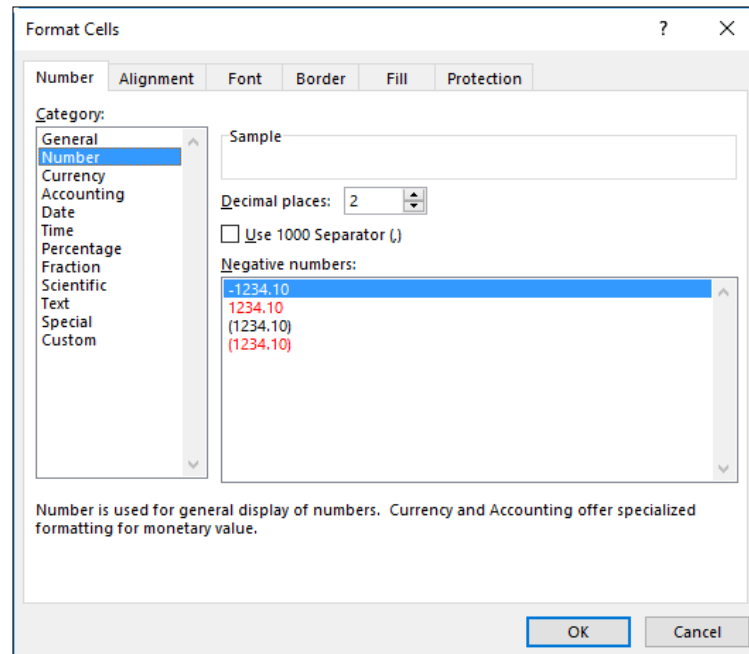 Format Cells ? X
Number Alignment Font Border Fill Protection
Category:
General
Number
Currency
Accounting
Date
Time
Percentage
Fraction
Scientific
Text
Special
Custom
Sample
Decimal places: 2
Use 1000 Separator (,)
Negative numbers:
-1234.10
1234.10
(1234.10)
(1234.10)
Number is used for general display of numbers. Currency and Accounting offer specialized
formatting for monetary value.
OK Cancel